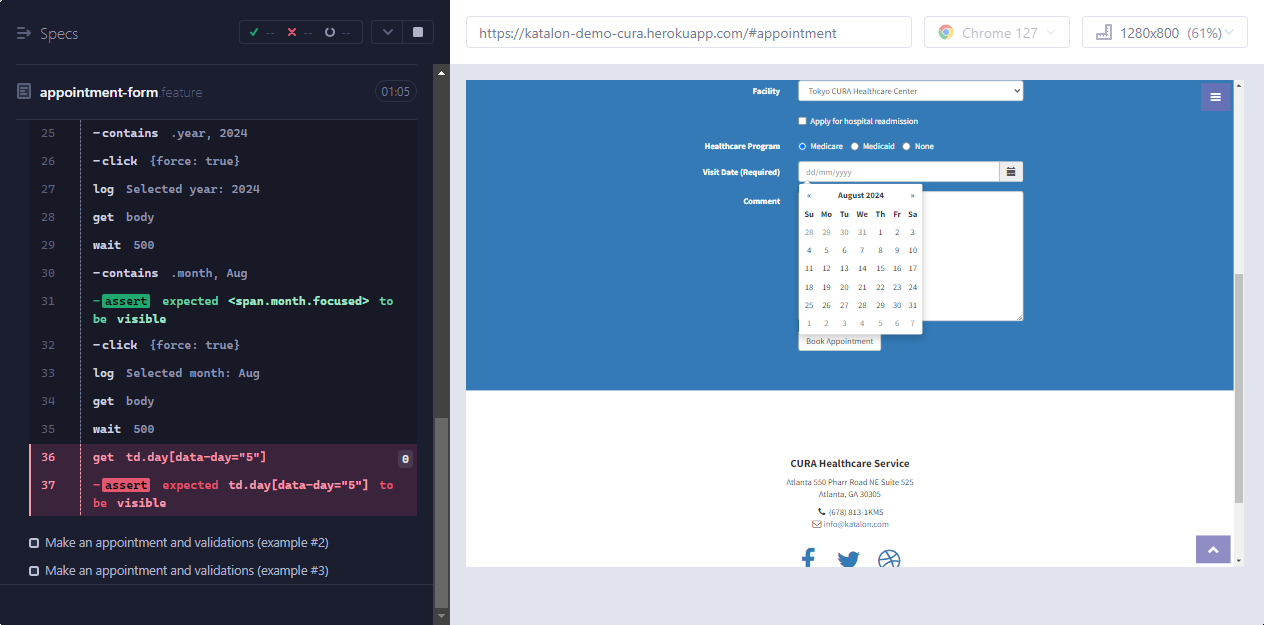 Specs
-- -- --
appointment-form.feature 01:05
25 -contains .year, 2024
26 -click {force: true}
27 log Selected year: 2024
28 get body
29 wait 500
30 -contains .month, Aug
31 -assert expected <span.month.focused> to
be visible
32 -click {force: true}
33 log Selected month: Aug
34 get body
35 wait 500
36 get td.day[data-day="5"] 0
37 -assert expected td.day[data-day="5"] to
be visible
Make an appointment and validations (example #2)
Make an appointment and validations (example #3)
https://katalon-demo-cura.herokuapp.com/#appointment
Chrome 127
1280x800 (61%)
Facility Tokyo CURA Healthcare Center
Apply for hospital readmission
Healthcare Program Medicare Medicaid None
Visit Date (Required) dd/mm/yyyy
Comment
« August 2024 »
Su Mo Tu We Th Fr Sa
28 29 30 31 1 2 3
4 5 6 7 8 9 10
11 12 13 14 15 16 17
18 19 20 21 22 23 24
25 26 27 28 29 30 31
1 2 3 4 5 6 7
Book Appointment
CURA Healthcare Service
Atlanta 550 Pharr Road NE Suite 525
Atlanta, GA 30305
(678) 813-1KMS
info@katalon.com